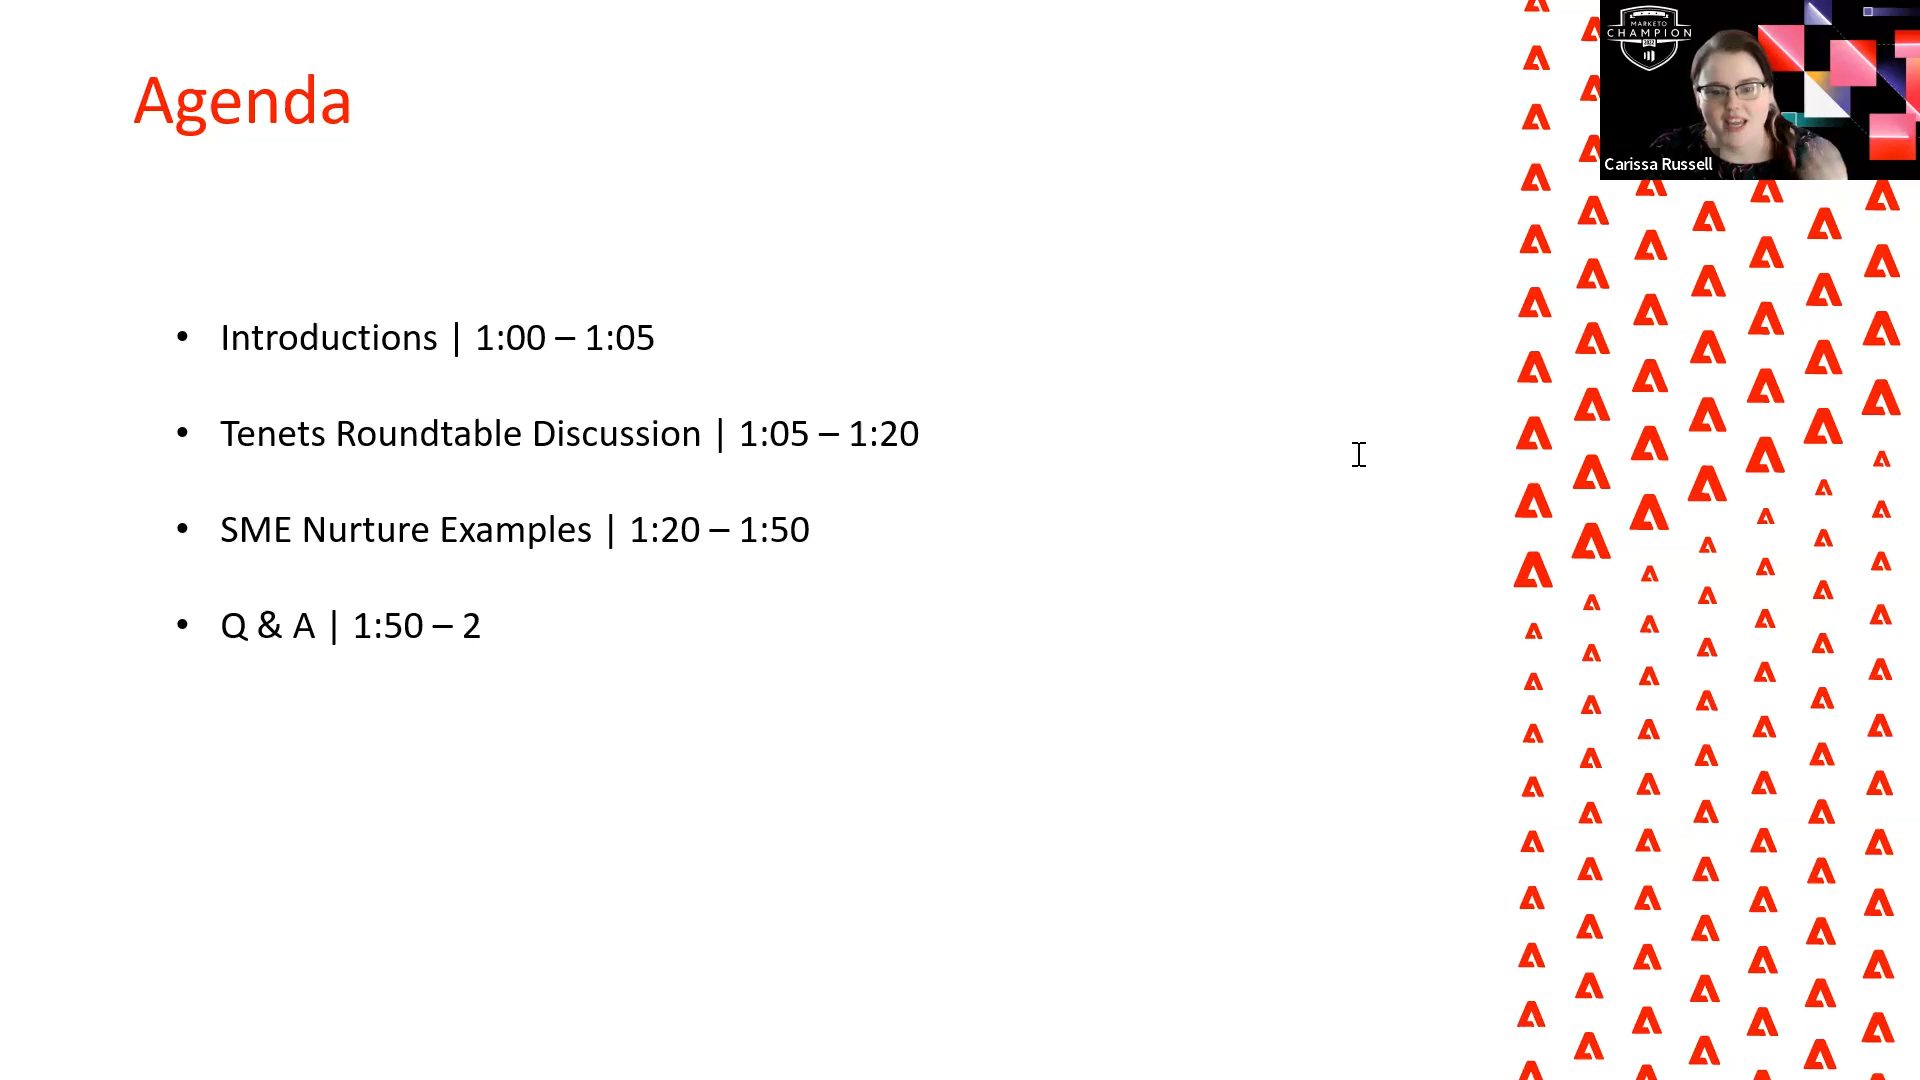 Agenda
MARKETO
CHAMPION
Carissa Russell
• Introductions | 1:00 – 1:05
• Tenets Roundtable Discussion | 1:05 – 1:20
• SME Nurture Examples | 1:20 – 1:50
• Q & A | 1:50 – 2